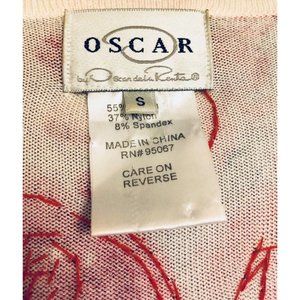 OSCAR
by Oscar de la Renta ®
S
55%
37% Nylon
8% Spandex
MADE IN CHINA
RN# 95067
CARE ON
REVERSE